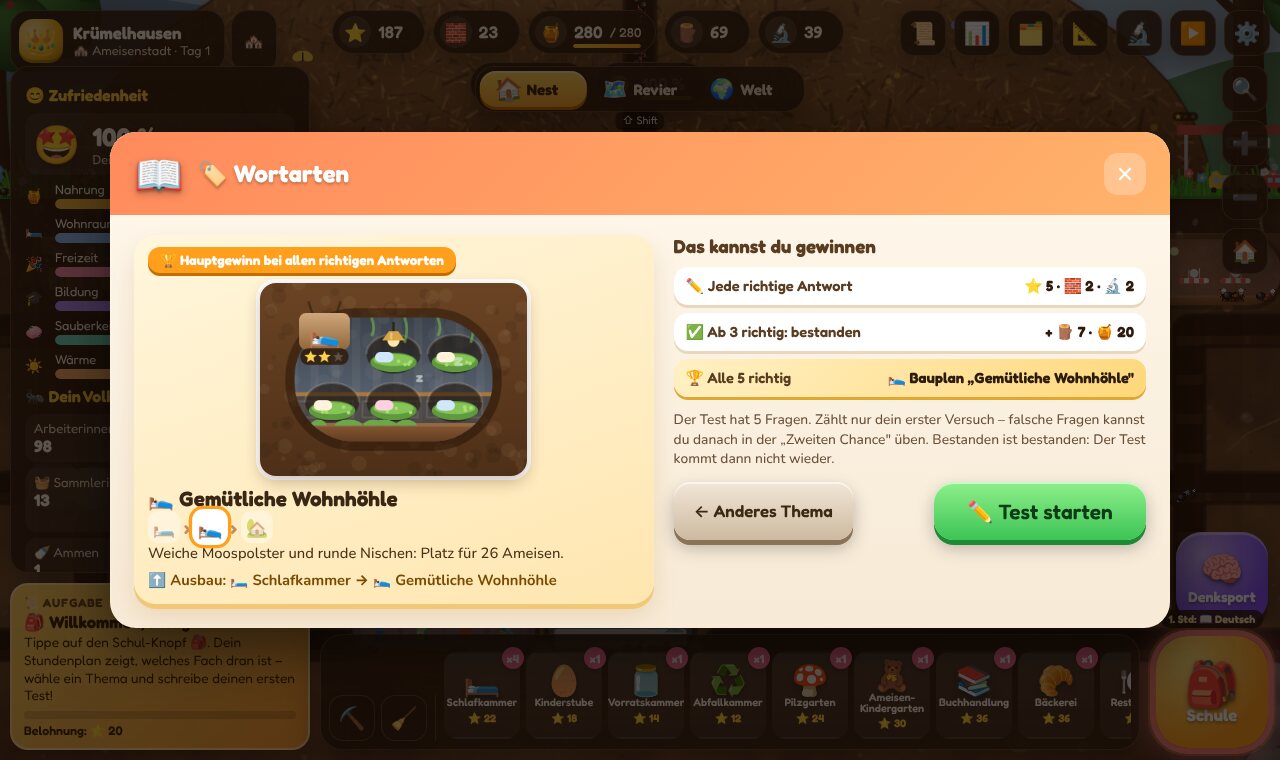 Krümelhausen
Ameisenstadt · Tag 1
187
23
280 / 280
69
39
Nest
Revier
Welt
⇧ Shift
Zufriedenheit
100 %
Nahrung
Freizeit
Bildung
Wärme
Wortarten
Hauptgewinn bei allen richtigen Antworten
Gemütliche Wohnhöhle
Weiche Moospolster und runde Nischen: Platz für 26 Ameisen.
Ausbau: Schlafkammer → Gemütliche Wohnhöhle
Das kannst du gewinnen
Jede richtige Antwort
5 · 2 · 2
Ab 3 richtig: bestanden
+ 7 · 20
Alle 5 richtig
Bauplan „Gemütliche Wohnhöhle"
Der Test hat 5 Fragen. Zählt nur dein erster Versuch – falsche Fragen kannst
du danach in der „Zweiten Chance" üben. Bestanden ist bestanden: Der Test
kommt dann nicht wieder.
← Anderes Thema
Test starten
98
13
Ammen
AUFGABE
Tippe auf den Schul-Knopf. Dein
Stundenplan zeigt, welches Fach dran ist –
wähle ein Thema und schreibe deinen ersten
Test!
Belohnung: 20
x4
Schlafkammer
22
x1
Kinderstube
18
x1
Vorratskammer
14
x1
Abfallkammer
12
x1
Pilzgarten
24
x1
Ameisen-
Kindergarten
30
x1
Buchhandlung
36
x1
Bäckerei
36
Denksport
1. Std: Deutsch
Schule